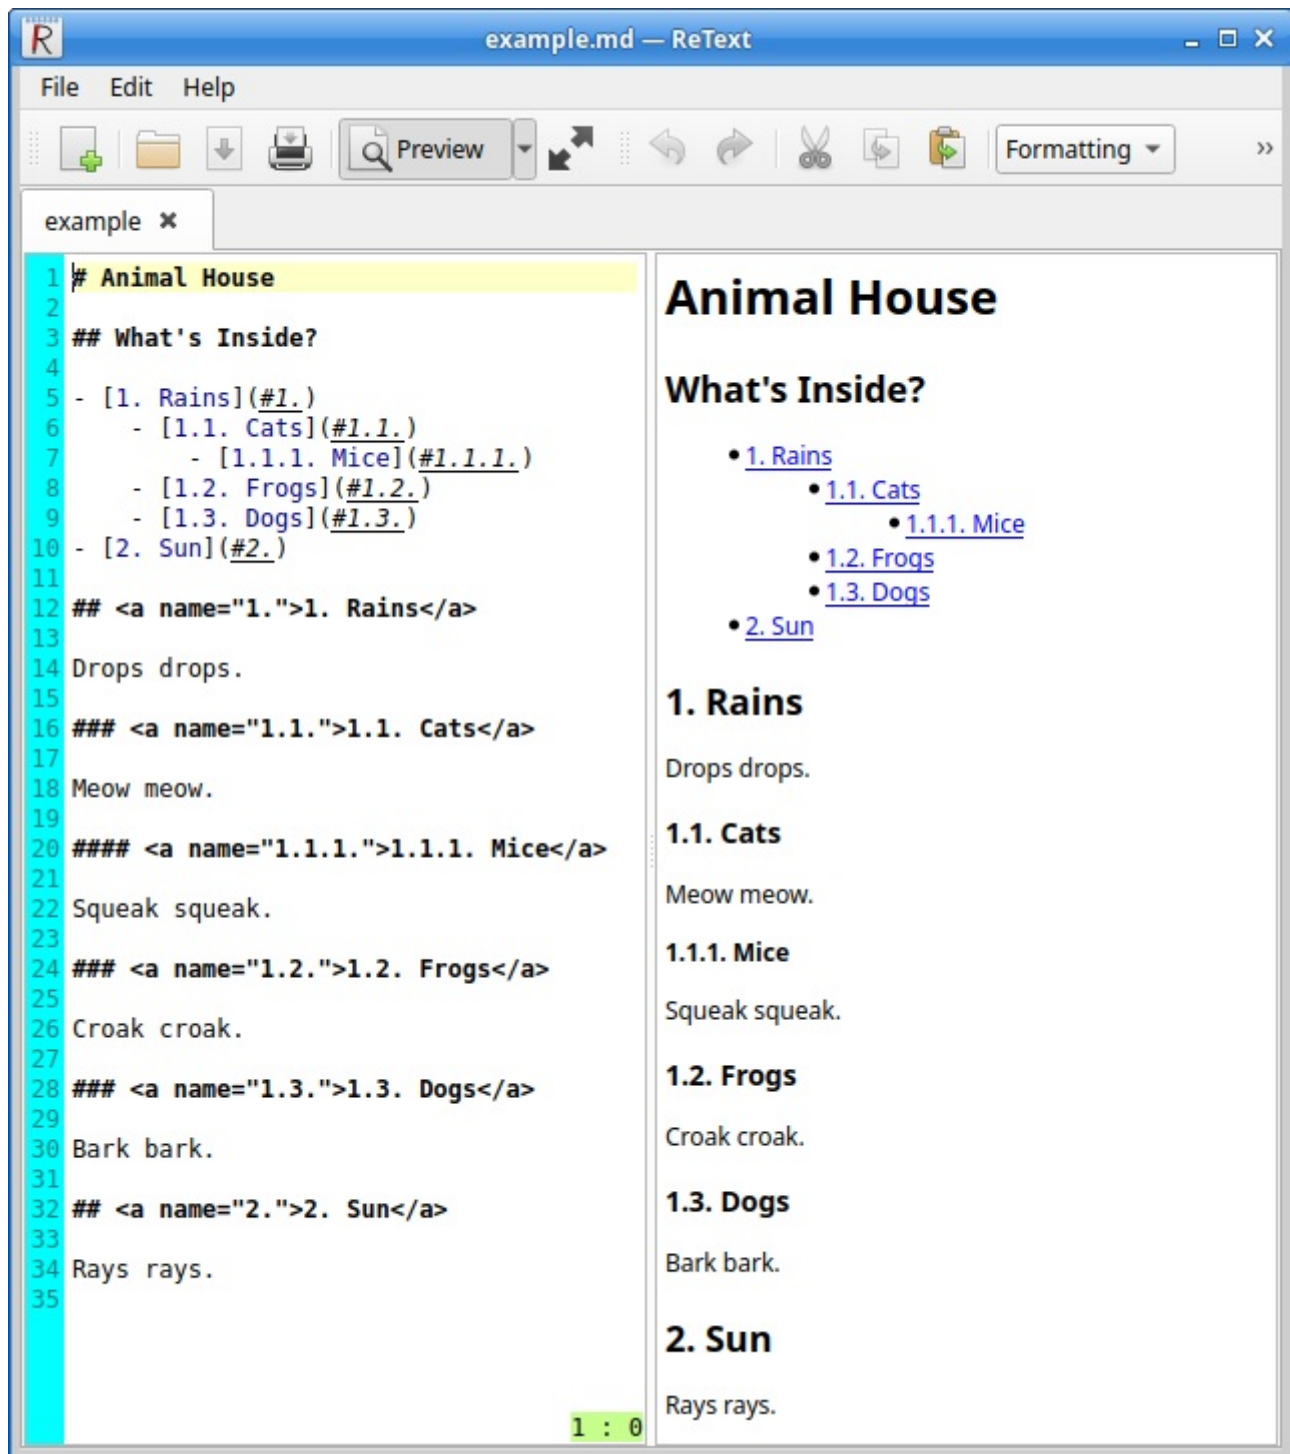 example.md — ReText
File Edit Help
Preview Formatting »
example ✖
1 # Animal House
2
3 ## What's Inside?
4
5 - [1. Rains](#1.)
6     - [1.1. Cats](#1.1.)
7         - [1.1.1. Mice](#1.1.1.)
8     - [1.2. Frogs](#1.2.)
9     - [1.3. Dogs](#1.3.)
10 - [2. Sun](#2.)
11
12 ## <a name="1.">1. Rains</a>
13
14 Drops drops.
15
16 ### <a name="1.1.">1.1. Cats</a>
17
18 Meow meow.
19
20 #### <a name="1.1.1.">1.1.1. Mice</a>
21
22 Squeak squeak.
23
24 ### <a name="1.2.">1.2. Frogs</a>
25
26 Croak croak.
27
28 ### <a name="1.3.">1.3. Dogs</a>
29
30 Bark bark.
31
32 ## <a name="2.">2. Sun</a>
33
34 Rays rays.
35
1 : 0
Animal House
What's Inside?
• 1. Rains
• 1.1. Cats
• 1.1.1. Mice
• 1.2. Frogs
• 1.3. Dogs
• 2. Sun
1. Rains
Drops drops.
1.1. Cats
Meow meow.
1.1.1. Mice
Squeak squeak.
1.2. Frogs
Croak croak.
1.3. Dogs
Bark bark.
2. Sun
Rays rays.